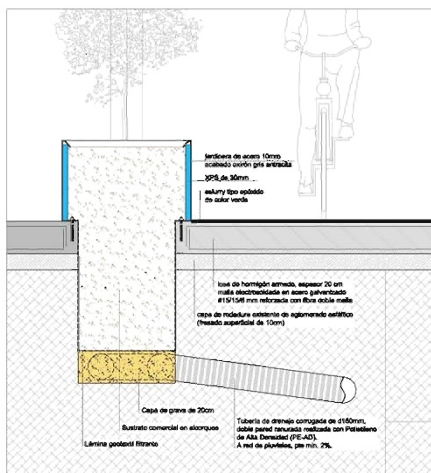 jardinera de acero 10mm
acabado oxirón gris antracita
XPS de 30mm
eslurry tipo epóxido
de color verde
losa de hormigón armado, espesor 20 cm
malla electrosoldada en acero galvanizado
#15/15/6 mm reforzada con fibra doble malla
capa de rodadura existente de aglomerado asfáltico
(fresado superficial de 10cm)
Capa de grava de 20cm
Sustrato comercial en alcorques
Lámina geotextil filtrante
Tubería de drenaje corrugada de d160mm,
doble pared ranurada realizada con Polietileno
de Alta Densidad (PE-AD).
A red de pluviales, pte mín. 2%.